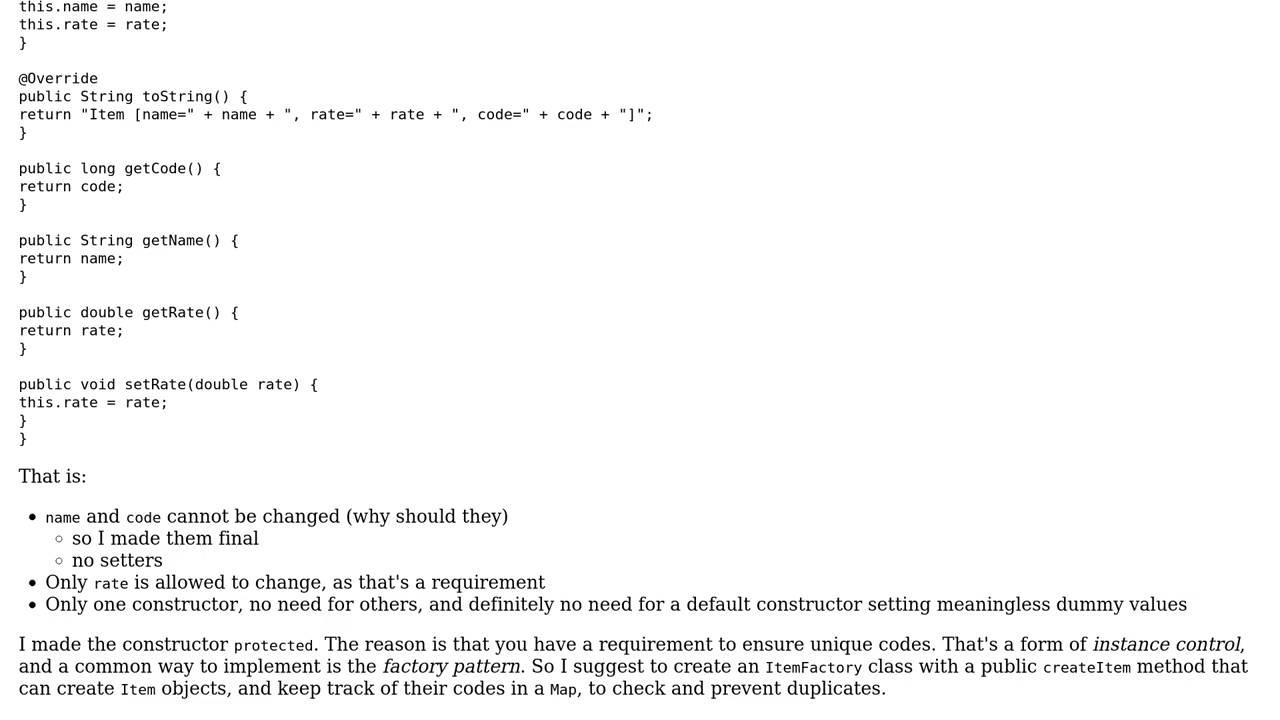 this.name = name;
this.rate = rate;
}
@Override
public String toString() {
return "Item [name=" + name + ", rate=" + rate + ", code=" + code + "]";
}
public long getCode() {
return code;
}
public String getName() {
return name;
}
public double getRate() {
return rate;
}
public void setRate(double rate) {
this.rate = rate;
}
}
That is:
• name and code cannot be changed (why should they)
◦ so I made them final
◦ no setters
• Only rate is allowed to change, as that's a requirement
• Only one constructor, no need for others, and definitely no need for a default constructor setting meaningless dummy values
I made the constructor protected. The reason is that you have a requirement to ensure unique codes. That's a form of instance control,
and a common way to implement is the factory pattern. So I suggest to create an ItemFactory class with a public createItem method that
can create Item objects, and keep track of their codes in a Map, to check and prevent duplicates.